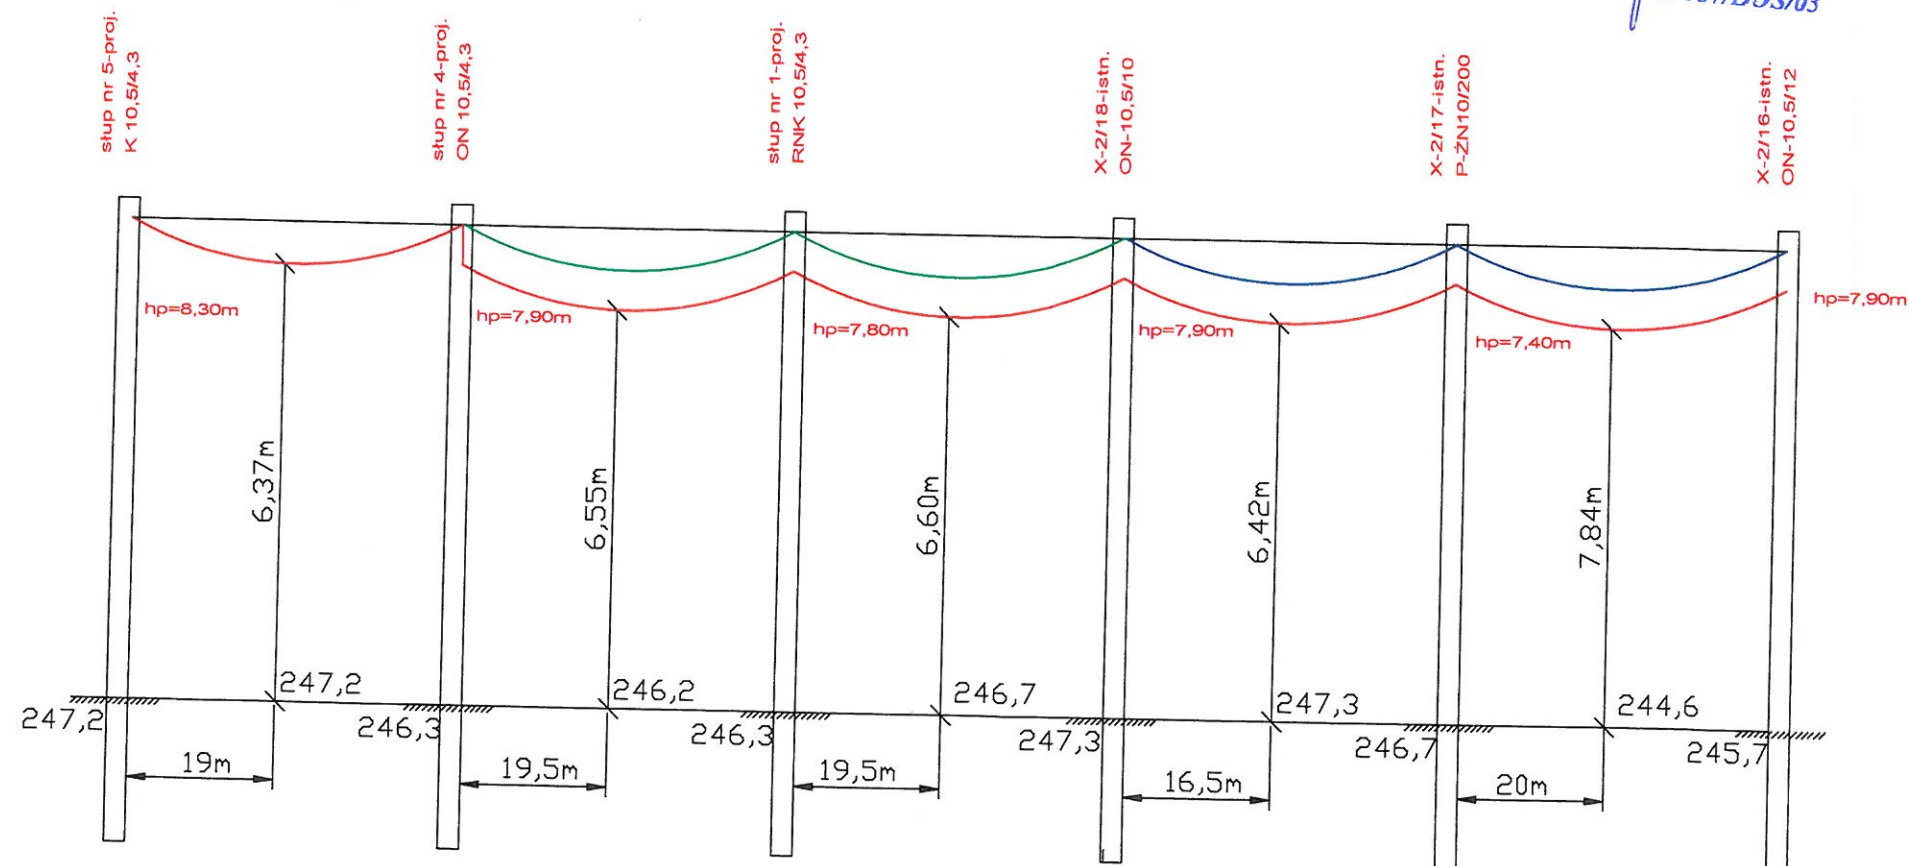 słup nr 5-proj.
K 10,5/4,3
słup nr 4-proj.
ON 10,5/4,3
słup nr 1-proj.
RNK 10,5/4,3
X-2/18-istn.
ON-10,5/10
X-2/17-istn.
P-ŻN10/200
X-2/16-istn.
ON-10,5/12
hp=8,30m
hp=7,90m
hp=7,80m
hp=7,90m
hp=7,40m
hp=7,90m
6,37m
6,55m
6,60m
6,42m
7,84m
247,2
246,2
246,7
247,3
244,6
247,2
246,3
246,3
247,3
246,7
245,7
19m
19,5m
19,5m
16,5m
20m